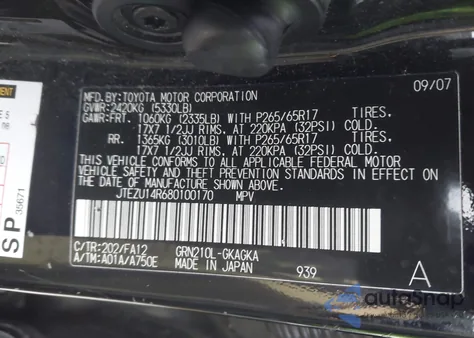 MFD.BY:TOYOTA MOTOR CORPORATION 09/07
GVWR:2420KG (5330LB)
GAWR:FRT. 1060KG (2335LB) WITH P265/65R17 TIRES.
17X7 1/2JJ RIMS. AT 220KPA (32PSI) COLD.
RR. 1365KG (3010LB) WITH P265/65R17 TIRES.
17X7 1/2JJ RIMS. AT 220KPA (32PSI) COLD.
THIS VEHICLE CONFORMS TO ALL APPLICABLE FEDERAL MOTOR
VEHICLE SAFETY STANDARDS IN EFFECT ON THE DATE OF
MANUFACTURE SHOWN ABOVE.
JTEZU14R680100170 MPV
C/TR:202/FA12 GRN210L-GKAGKA
A/TM:A01A/A750E MADE IN JAPAN 939 A
SP
35671
autoSnap